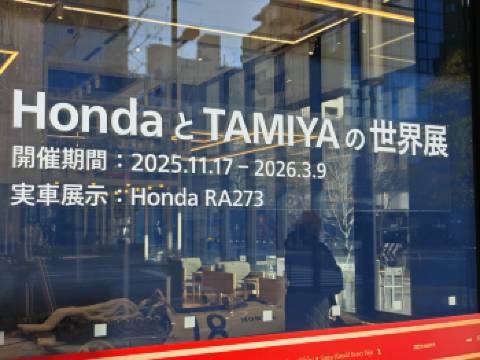 HondaとTAMIYAの世界展
開催期間：2025.11.17－2026.3.9
実車展示：Honda RA273
18